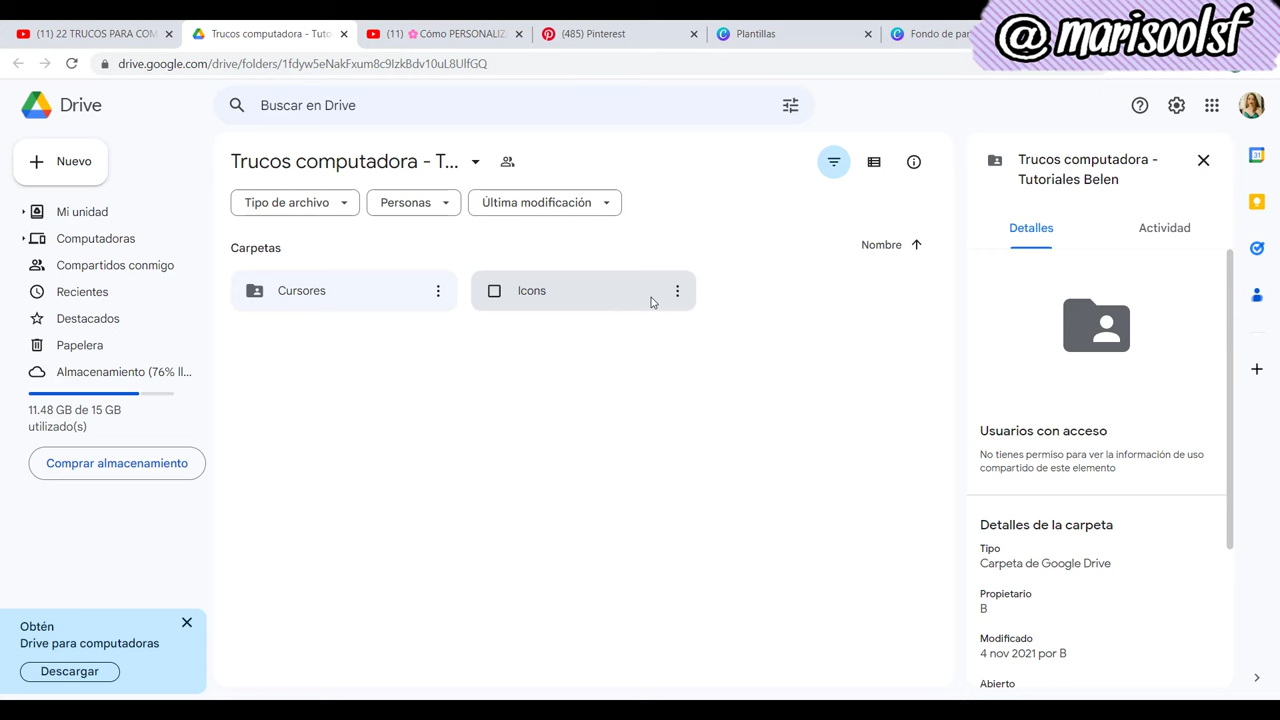 @marisoolsf
(11) 22 TRUCOS PARA COM
Trucos computadora - Tuto
(11) 🌸Cómo PERSONALIZ
(485) Pinterest
Plantillas
Fondo de par
drive.google.com/drive/folders/1fdyw5eNakFxum8c9IzkBdv10uL8UlfGQ
Drive
Buscar en Drive
Nuevo
Mi unidad
Computadoras
Compartidos conmigo
Recientes
Destacados
Papelera
Almacenamiento (76% ll...
11.48 GB de 15 GB
utilizado(s)
Comprar almacenamiento
Obtén
Drive para computadoras
Descargar
Trucos computadora - T...
Tipo de archivo
Personas
Última modificación
Carpetas
Nombre
Cursores
Icons
Trucos computadora -
Tutoriales Belen
Detalles
Actividad
Usuarios con acceso
No tienes permiso para ver la información de uso
compartido de este elemento
Detalles de la carpeta
Tipo
Carpeta de Google Drive
Propietario
B
Modificado
4 nov 2021 por B
Abierto
31